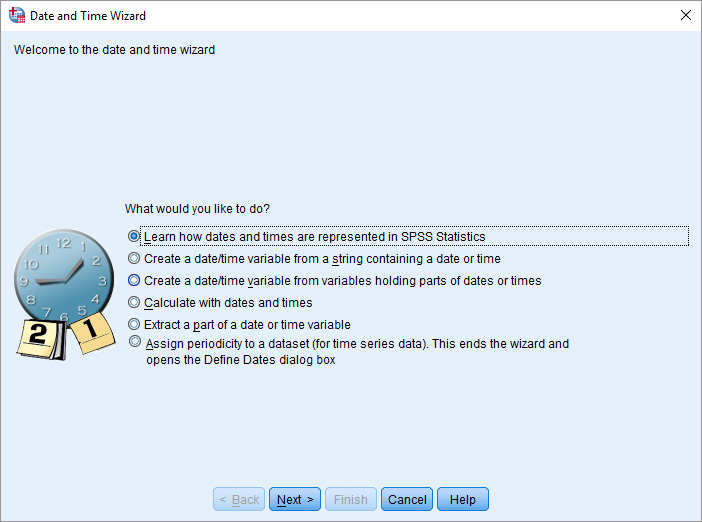 Date and Time Wizard
Welcome to the date and time wizard
What would you like to do?
Learn how dates and times are represented in SPSS Statistics
Create a date/time variable from a string containing a date or time
Create a date/time variable from variables holding parts of dates or times
Calculate with dates and times
Extract a part of a date or time variable
Assign periodicity to a dataset (for time series data). This ends the wizard and
opens the Define Dates dialog box
11 12 1
10 2
9 3
8 4
7 6 5
2 1
< Back Next > Finish Cancel Help